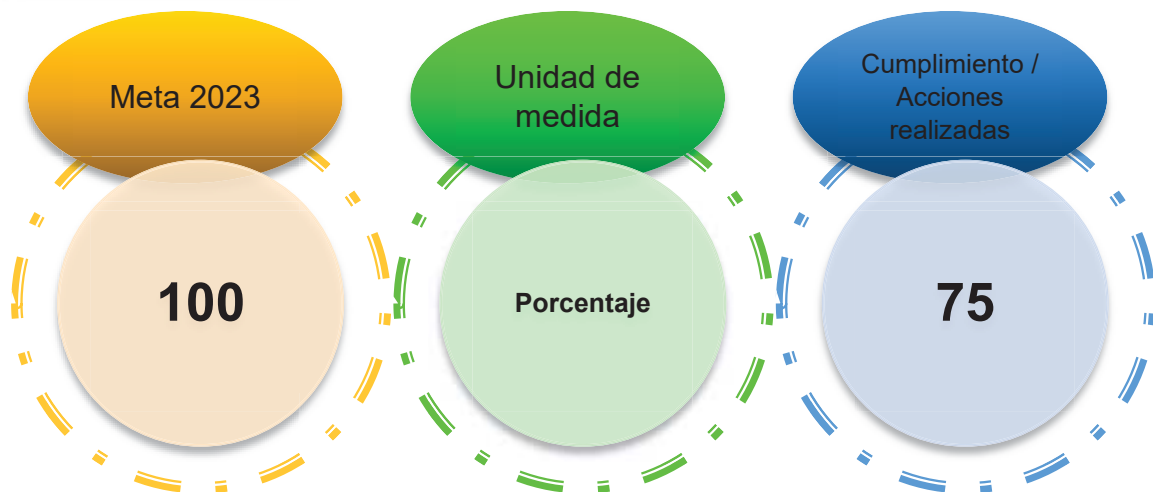 Meta 2023
Unidad de
medida
Cumplimiento /
Acciones
realizadas
100
Porcentaje
75